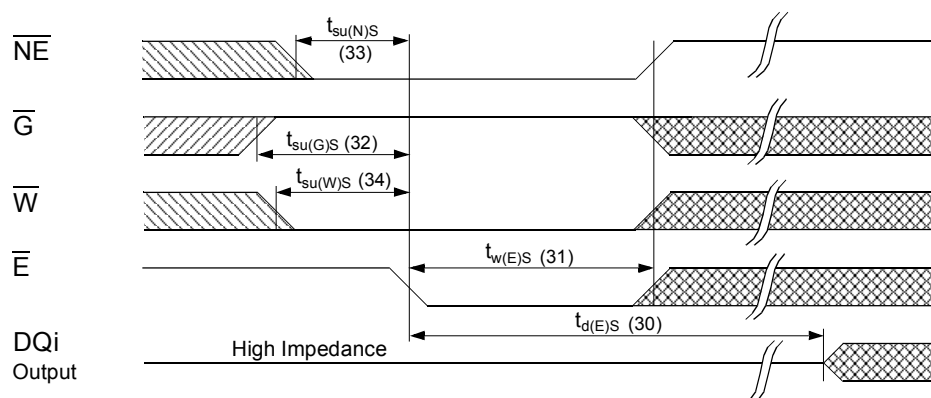 NE
tsu(N)S
(33)
G
tsu(G)S (32)
W
tsu(W)S (34)
E
tw(E)S (31)
td(E)S (30)
DQi
High Impedance
Output